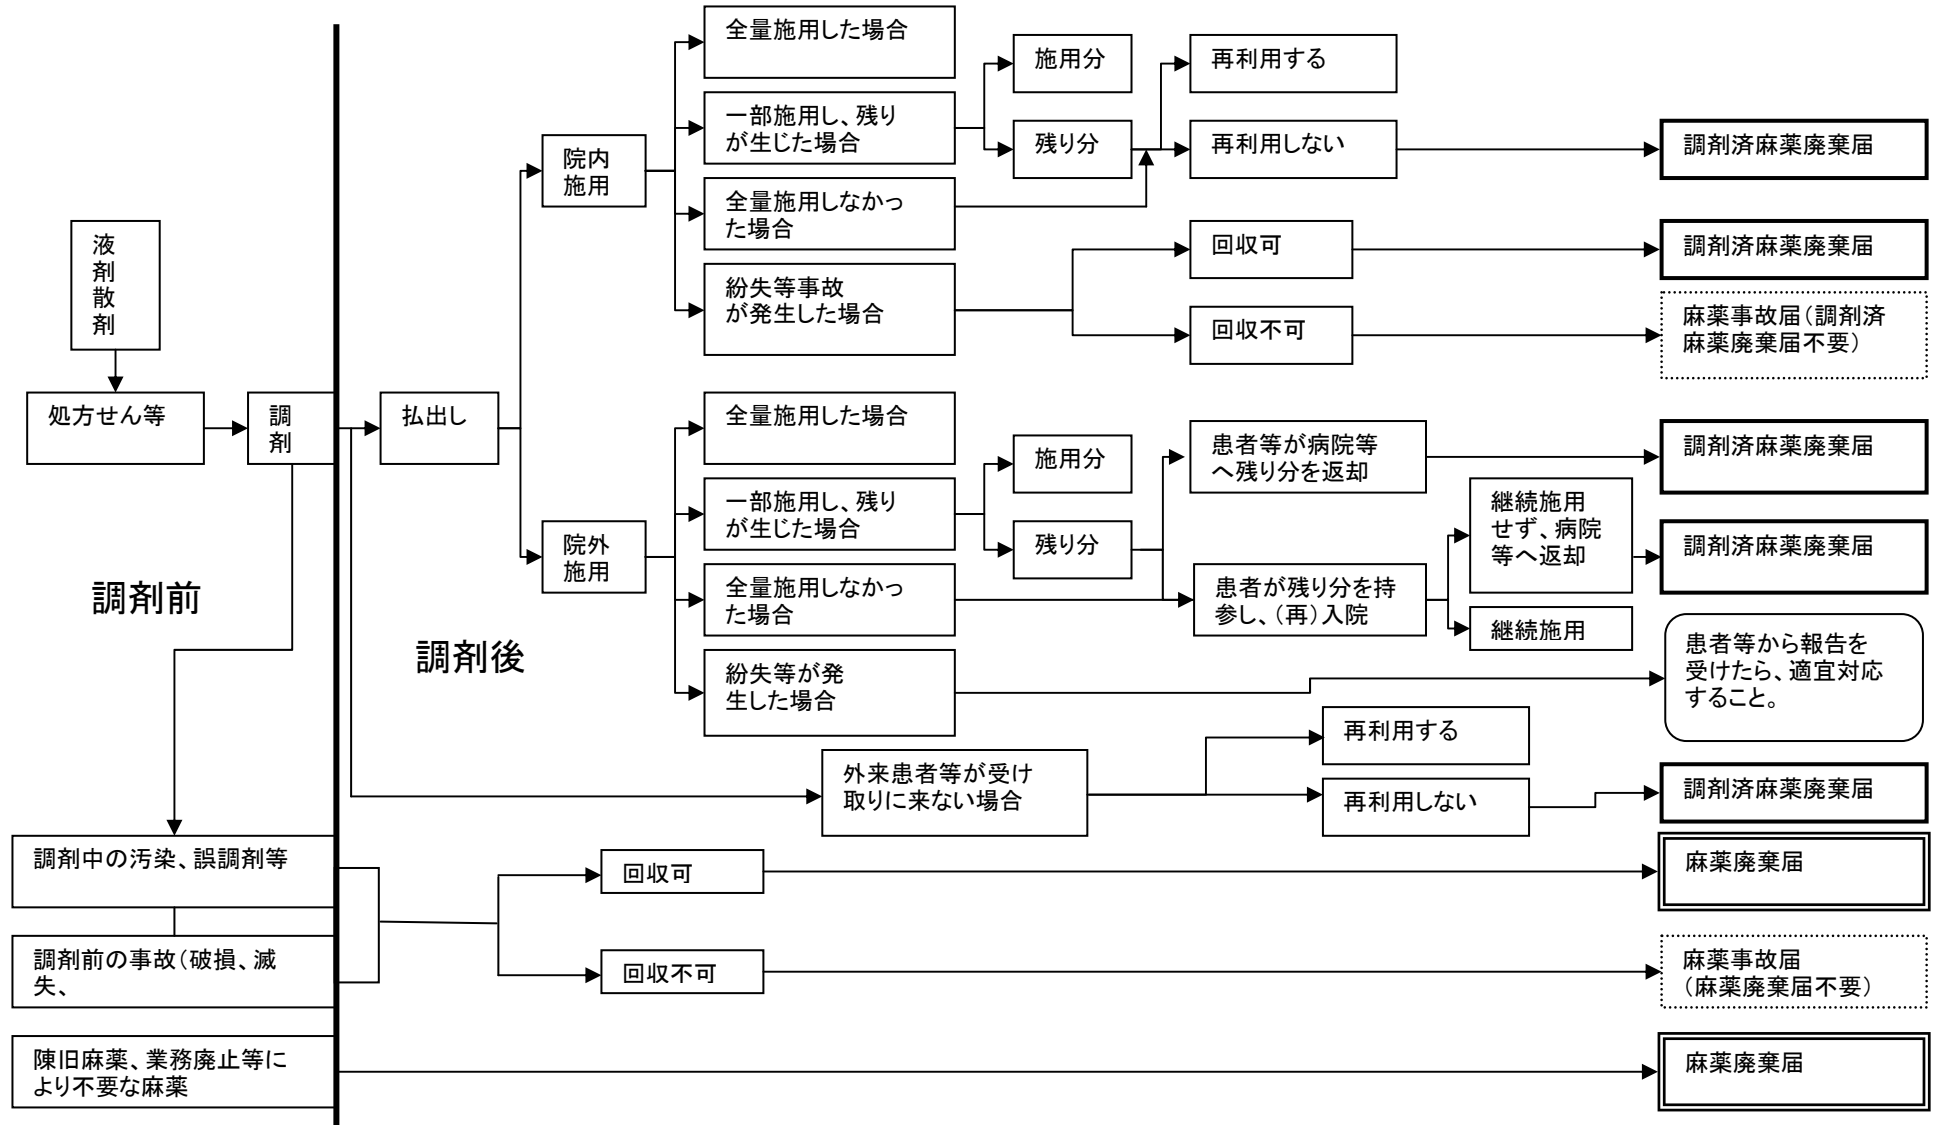 全量施用した場合
施用分
再利用する
一部施用し、残り
が生じた場合
残り分
再利用しない
調剤済麻薬廃棄届
院内
施用
全量施用しなかっ
た場合
液
剤
散
剤
回収可
調剤済麻薬廃棄届
紛失等事故
が発生した場合
回収不可
麻薬事故届(調剤済
麻薬廃棄届不要)
処方せん等
調
剤
払出し
全量施用した場合
施用分
患者等が病院等
へ残り分を返却
調剤済麻薬廃棄届
一部施用し、残り
が生じた場合
残り分
継続施用
せず、病院
等へ返却
調剤済麻薬廃棄届
院外
施用
調剤前
全量施用しなかっ
た場合
患者が残り分を持
参し、(再)入院
継続施用
調剤後
紛失等が発
生した場合
患者等から報告を
受けたら、適宜対応
すること。
再利用する
外来患者等が受け
取りに来ない場合
再利用しない
調剤済麻薬廃棄届
調剤中の汚染、誤調剤等
回収可
麻薬廃棄届
調剤前の事故(破損、滅
失、
回収不可
麻薬事故届
(麻薬廃棄届不要)
陳旧麻薬、業務廃止等に
より不要な麻薬
麻薬廃棄届